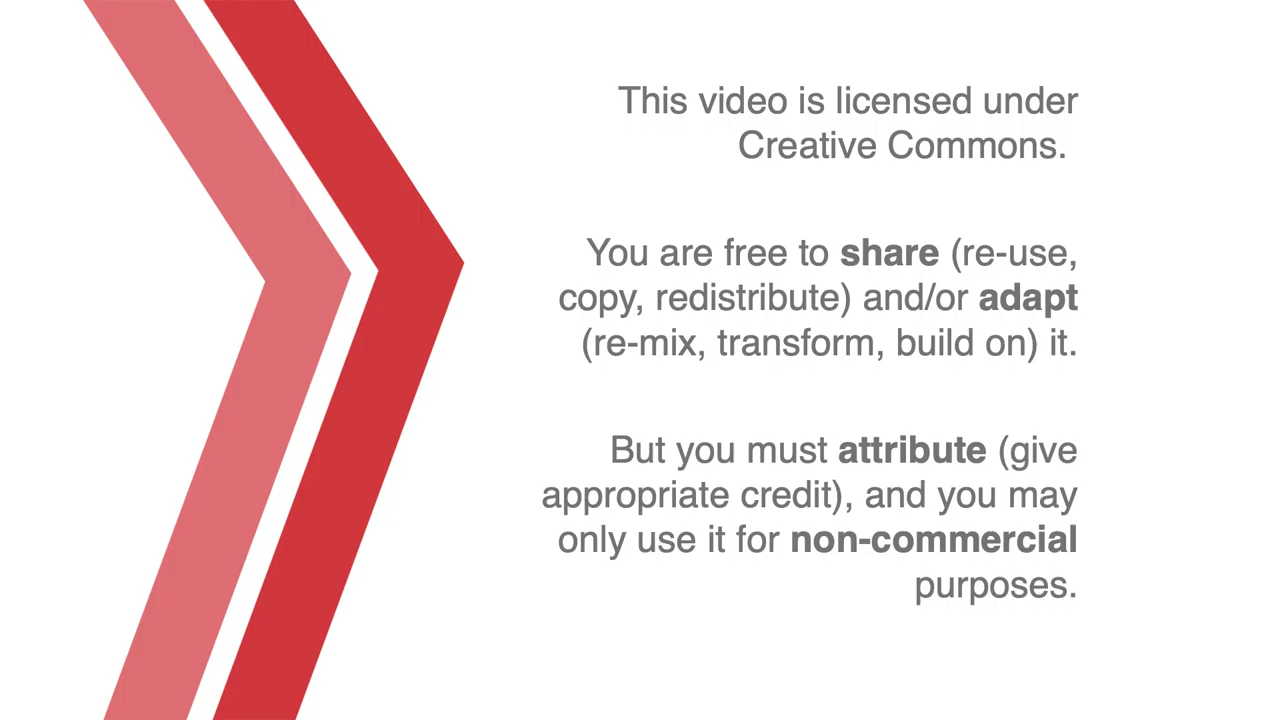 This video is licensed under
Creative Commons.
You are free to share (re-use,
copy, redistribute) and/or adapt
(re-mix, transform, build on) it.
But you must attribute (give
appropriate credit), and you may
only use it for non-commercial
purposes.